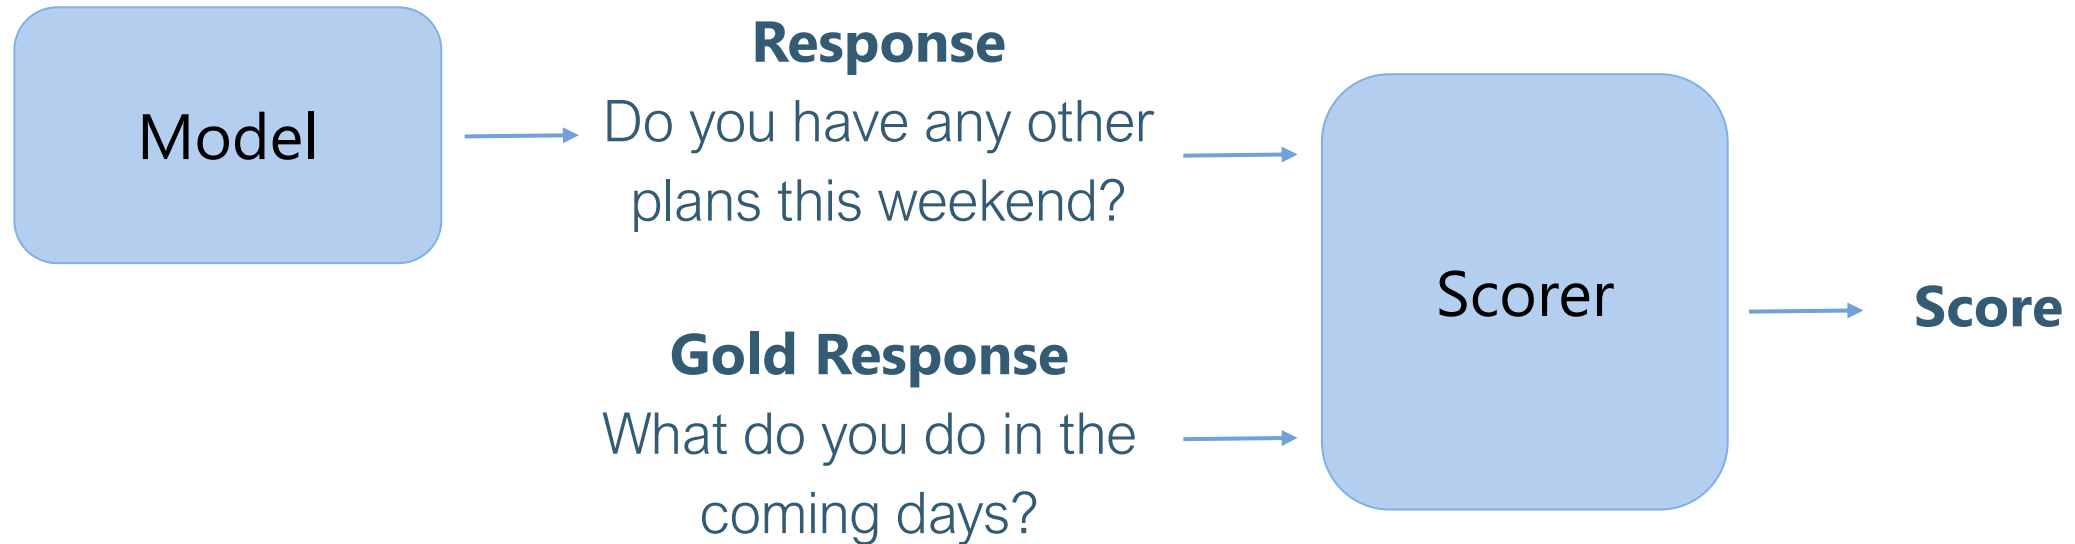 Model
Response
Do you have any other
plans this weekend?
Gold Response
What do you do in the
coming days?
Scorer
Score